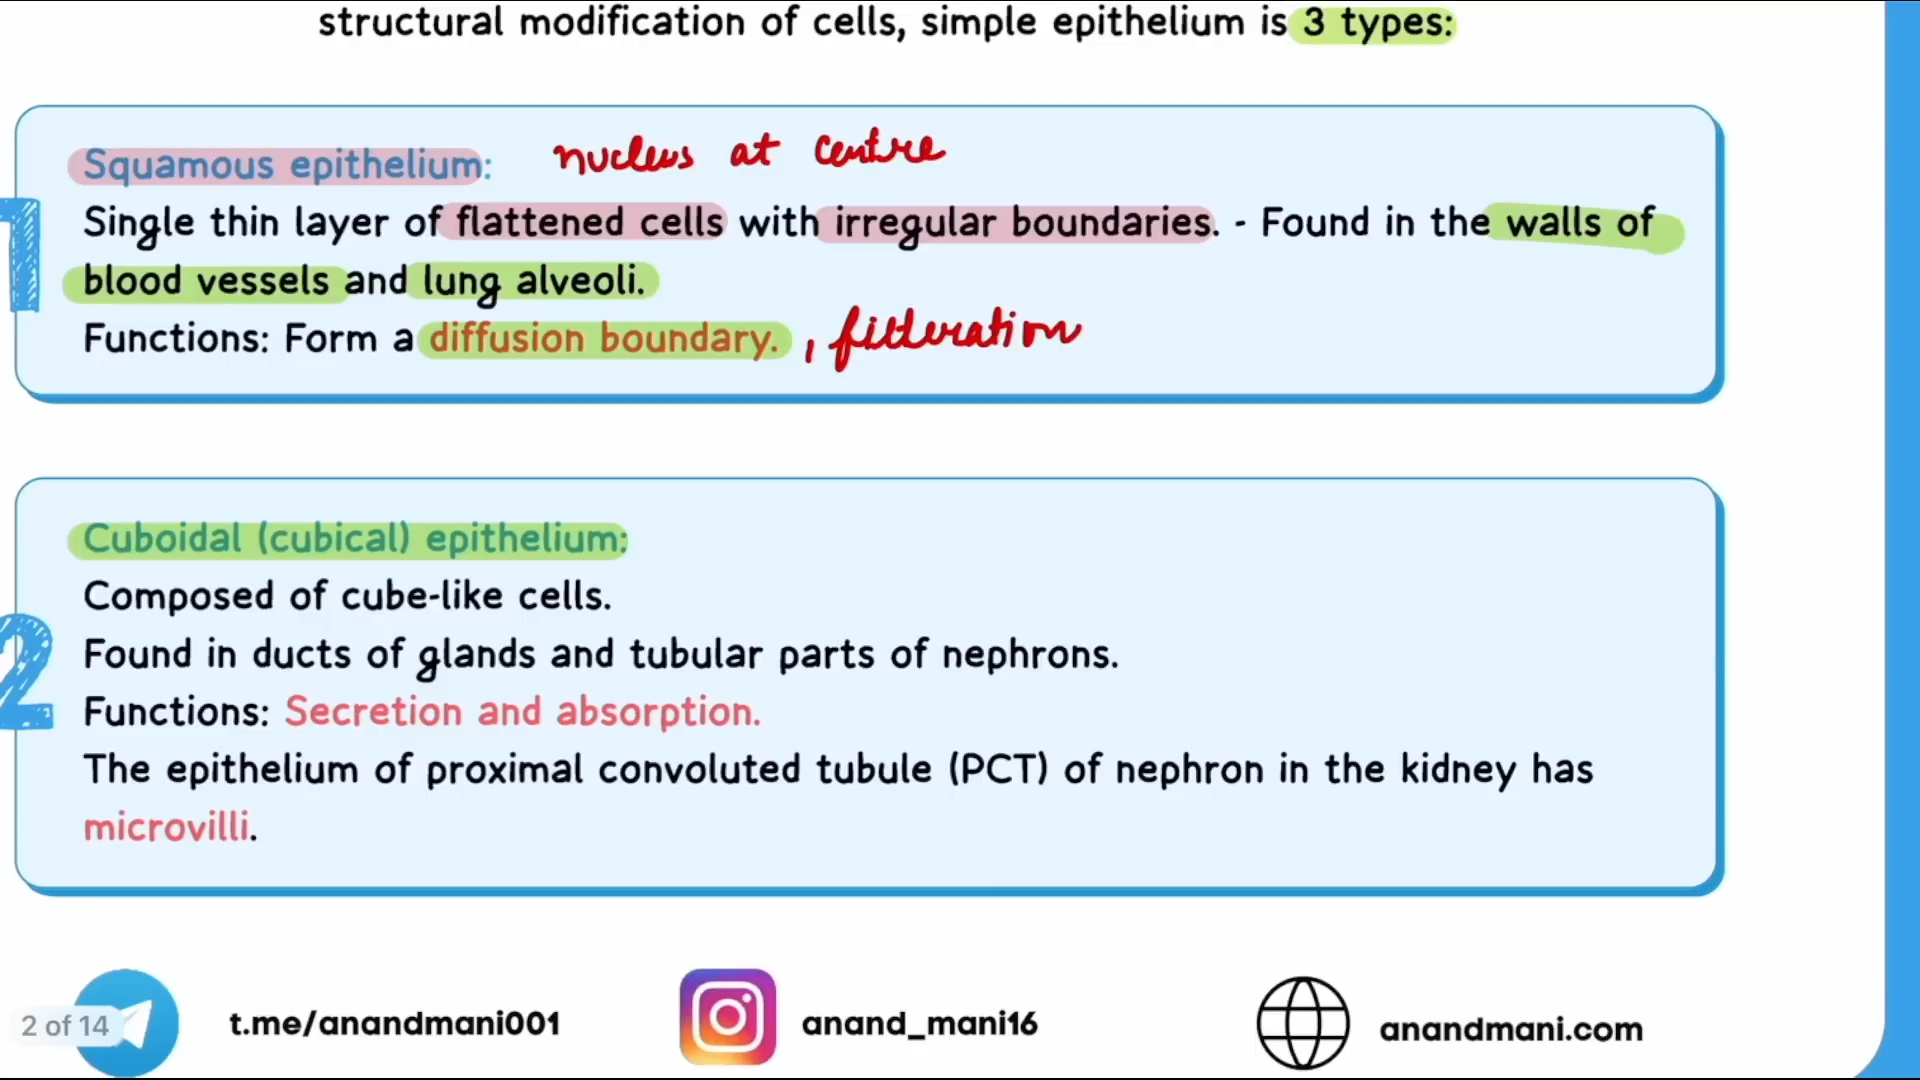 structural modification of cells, simple epithelium is 3 types:
Squamous epithelium: nucleus at centre
1
Single thin layer of flattened cells with irregular boundaries. - Found in the walls of
blood vessels and lung alveoli.
Functions: Form a diffusion boundary. , filteration
Cuboidal (cubical) epithelium:
Composed of cube-like cells.
2
Found in ducts of glands and tubular parts of nephrons.
Functions: Secretion and absorption.
The epithelium of proximal convoluted tubule (PCT) of nephron in the kidney has
microvilli.
2 of 14
t.me/anandmani001
anand_mani16
anandmani.com